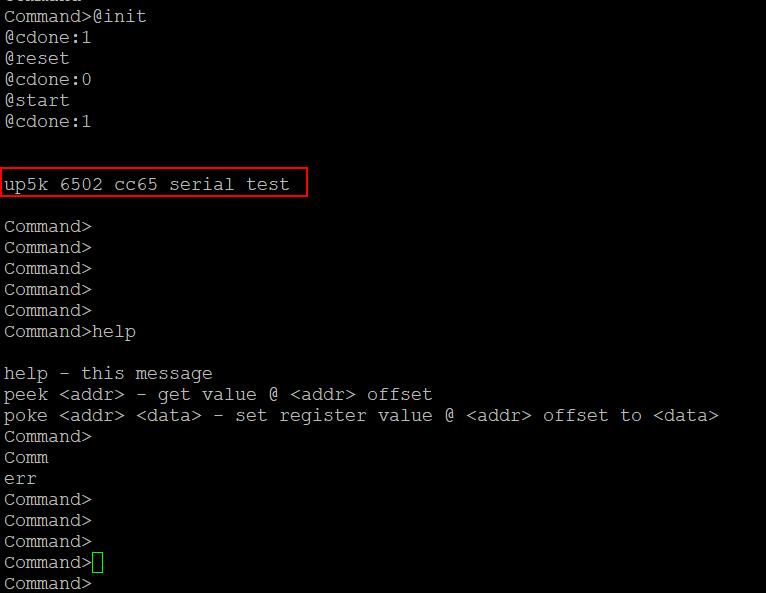 Command>@init
@cdone:1
@reset
@cdone:0
@start
@cdone:1
up5k 6502 cc65 serial test
Command>
Command>
Command>
Command>
Command>
Command>help
help - this message
peek <addr> - get value @ <addr> offset
poke <addr> <data> - set register value @ <addr> offset to <data>
Command>
Comm
err
Command>
Command>
Command>
Command>
Command>